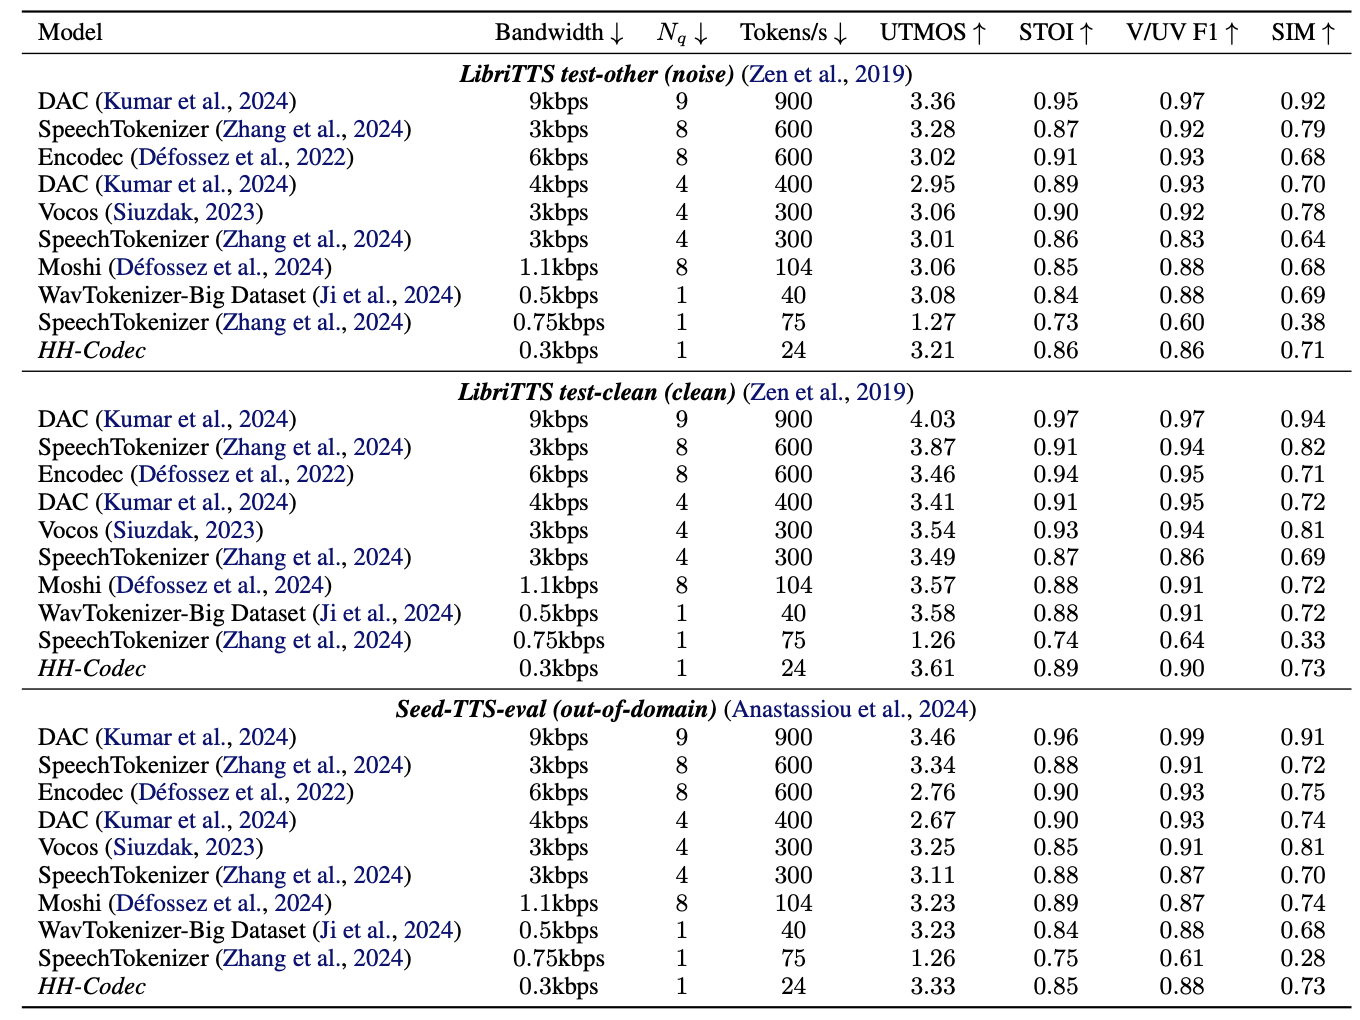 Model Bandwidth ↓ N_q ↓ Tokens/s ↓ UTMOS ↑ STOI ↑ V/UV F1 ↑ SIM ↑
LibriTTS test-other (noise) (Zen et al., 2019)
DAC (Kumar et al., 2024) 9kbps 9 900 3.36 0.95 0.97 0.92
SpeechTokenizer (Zhang et al., 2024) 3kbps 8 600 3.28 0.87 0.92 0.79
Encodec (Défossez et al., 2022) 6kbps 8 600 3.02 0.91 0.93 0.68
DAC (Kumar et al., 2024) 4kbps 4 400 2.95 0.89 0.93 0.70
Vocos (Siuzdak, 2023) 3kbps 4 300 3.06 0.90 0.92 0.78
SpeechTokenizer (Zhang et al., 2024) 3kbps 4 300 3.01 0.86 0.83 0.64
Moshi (Défossez et al., 2024) 1.1kbps 8 104 3.06 0.85 0.88 0.68
WavTokenizer-Big Dataset (Ji et al., 2024) 0.5kbps 1 40 3.08 0.84 0.88 0.69
SpeechTokenizer (Zhang et al., 2024) 0.75kbps 1 75 1.27 0.73 0.60 0.38
HH-Codec 0.3kbps 1 24 3.21 0.86 0.86 0.71
LibriTTS test-clean (clean) (Zen et al., 2019)
DAC (Kumar et al., 2024) 9kbps 9 900 4.03 0.97 0.97 0.94
SpeechTokenizer (Zhang et al., 2024) 3kbps 8 600 3.87 0.91 0.94 0.82
Encodec (Défossez et al., 2022) 6kbps 8 600 3.46 0.94 0.95 0.71
DAC (Kumar et al., 2024) 4kbps 4 400 3.41 0.91 0.95 0.72
Vocos (Siuzdak, 2023) 3kbps 4 300 3.54 0.93 0.94 0.81
SpeechTokenizer (Zhang et al., 2024) 3kbps 4 300 3.49 0.87 0.86 0.69
Moshi (Défossez et al., 2024) 1.1kbps 8 104 3.57 0.88 0.91 0.72
WavTokenizer-Big Dataset (Ji et al., 2024) 0.5kbps 1 40 3.58 0.88 0.91 0.72
SpeechTokenizer (Zhang et al., 2024) 0.75kbps 1 75 1.26 0.74 0.64 0.33
HH-Codec 0.3kbps 1 24 3.61 0.89 0.90 0.73
Seed-TTS-eval (out-of-domain) (Anastassiou et al., 2024)
DAC (Kumar et al., 2024) 9kbps 9 900 3.46 0.96 0.99 0.91
SpeechTokenizer (Zhang et al., 2024) 3kbps 8 600 3.34 0.88 0.91 0.72
Encodec (Défossez et al., 2022) 6kbps 8 600 2.76 0.90 0.93 0.75
DAC (Kumar et al., 2024) 4kbps 4 400 2.67 0.90 0.93 0.74
Vocos (Siuzdak, 2023) 3kbps 4 300 3.25 0.85 0.91 0.81
SpeechTokenizer (Zhang et al., 2024) 3kbps 4 300 3.11 0.88 0.87 0.70
Moshi (Défossez et al., 2024) 1.1kbps 8 104 3.23 0.89 0.87 0.74
WavTokenizer-Big Dataset (Ji et al., 2024) 0.5kbps 1 40 3.23 0.84 0.88 0.68
SpeechTokenizer (Zhang et al., 2024) 0.75kbps 1 75 1.26 0.75 0.61 0.28
HH-Codec 0.3kbps 1 24 3.33 0.85 0.88 0.73